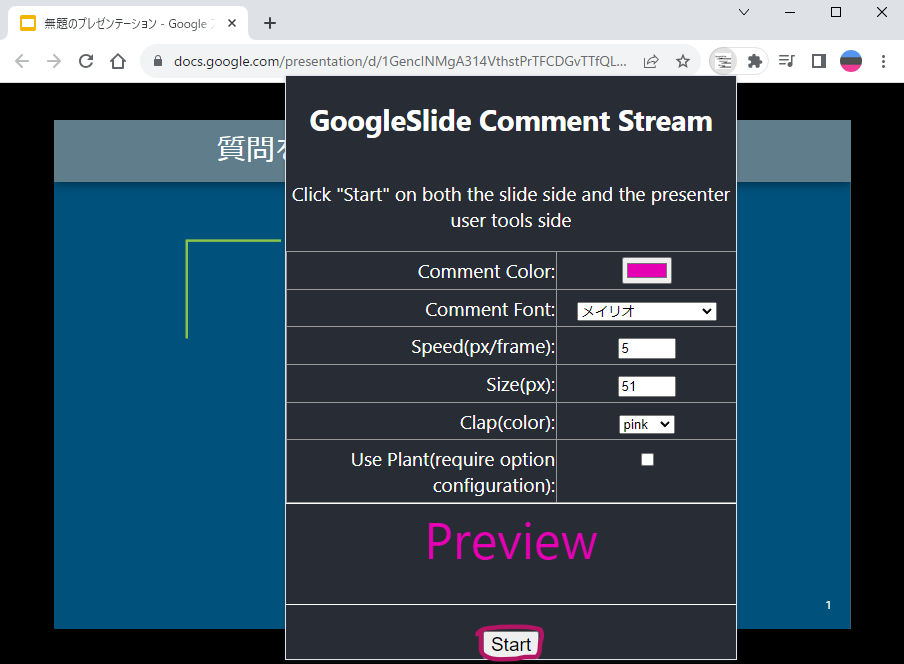 無題のプレゼンテーション - Google
docs.google.com/presentation/d/1GencINMgA314VthstPrTFCDGvTTfQL...
質問
GoogleSlide Comment Stream
Click "Start" on both the slide side and the presenter
user tools side
Comment Color:
Comment Font: メイリオ
Speed(px/frame): 5
Size(px): 51
Clap(color): pink
Use Plant(require option
configuration):
Preview
1
Start